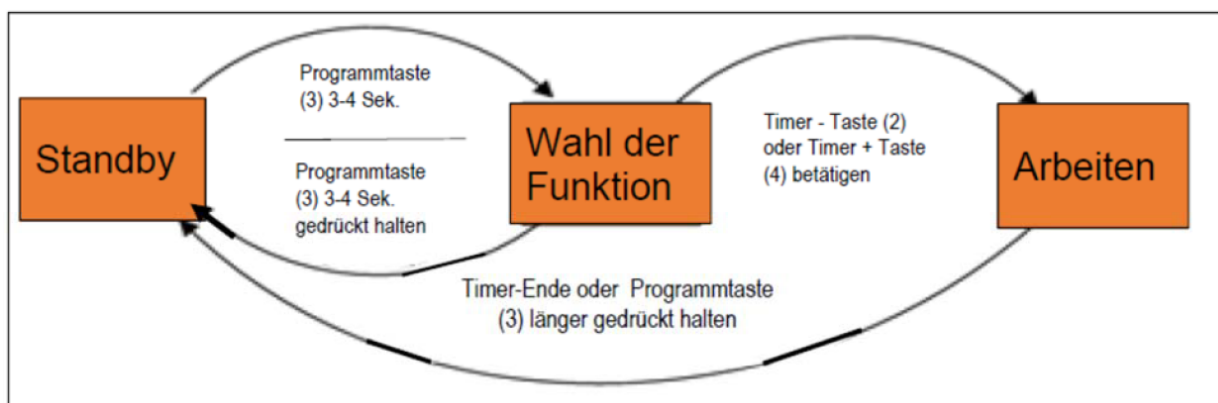 Programmtaste
(3) 3-4 Sek.
Standby
Programmtaste
(3) 3-4 Sek.
gedrückt halten
Wahl der
Funktion
Timer - Taste (2)
oder Timer + Taste
(4) betätigen
Arbeiten
Timer-Ende oder Programmtaste
(3) länger gedrückt halten